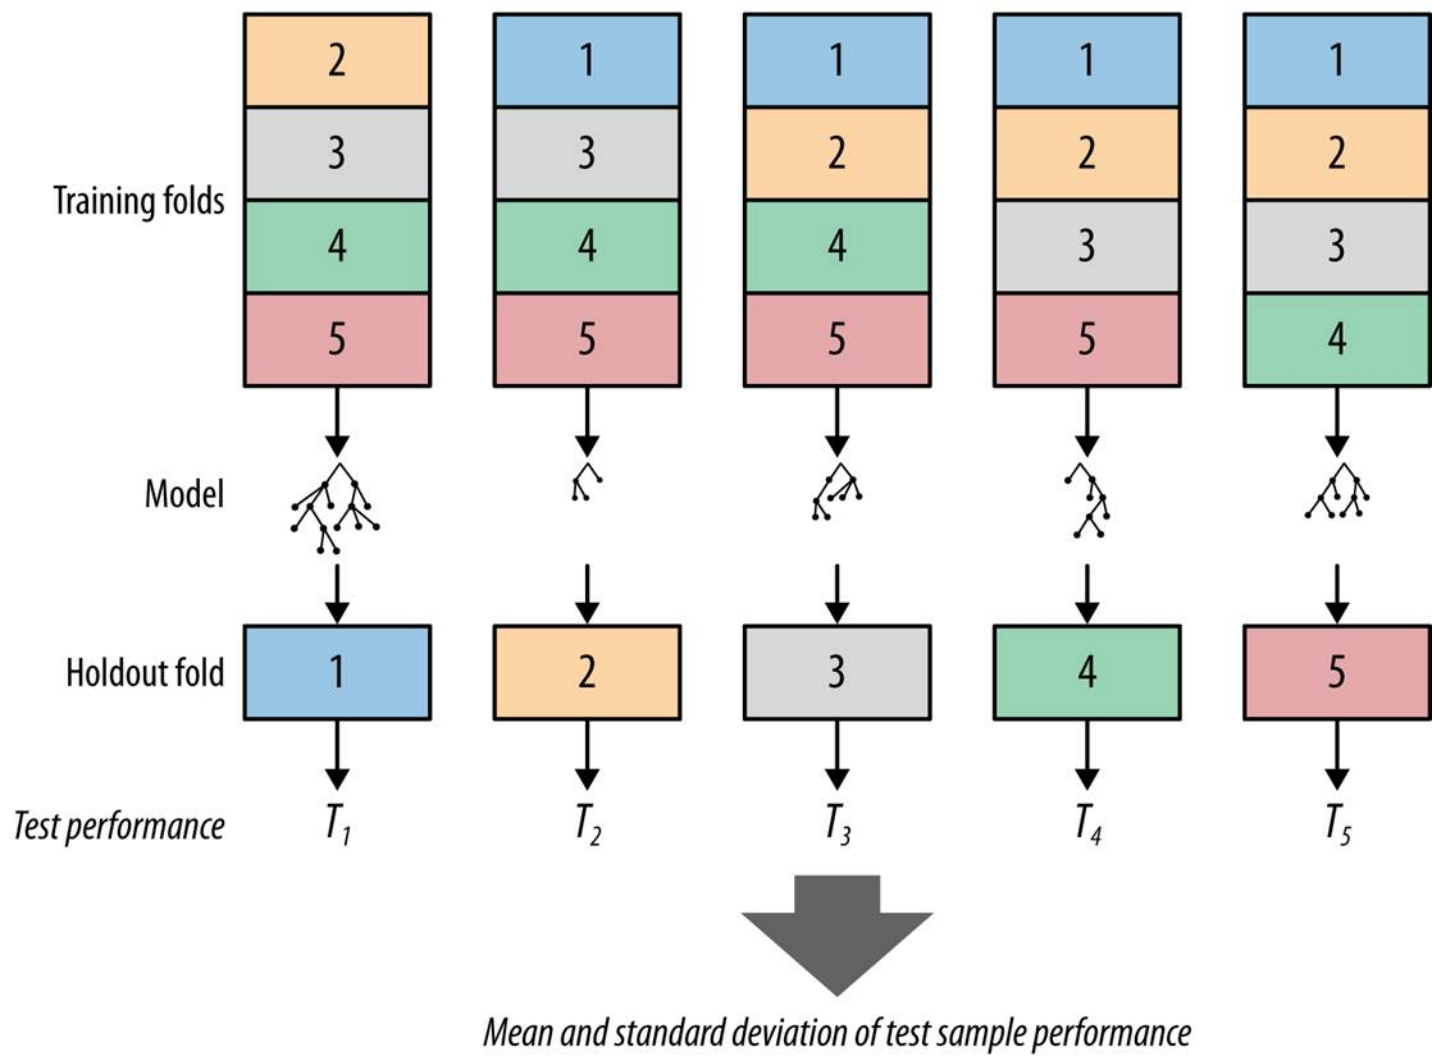 2 1 1 1 1
3 3 2 2 2
Training folds
4 4 4 3 3
5 5 5 5 4
Model
Holdout fold 1 2 3 4 5
Test performance T₁ T₂ T₃ T₄ T₅
Mean and standard deviation of test sample performance